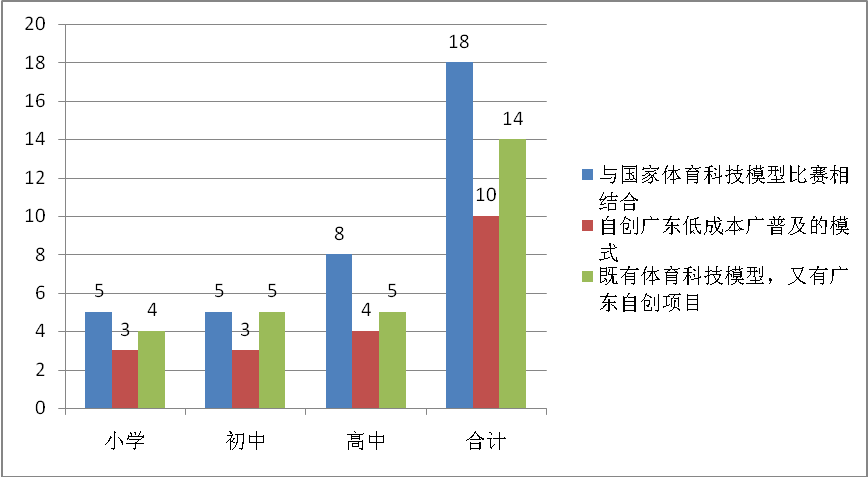 20
18
16
14
12
10
8
6
4
2
0
5
3
4
5
3
5
8
4
5
18
10
14
小学
初中
高中
合计
与国家体育科技模型比赛相
结合
自创广东低成本广普及的模
式
既有体育科技模型，又有广
东自创项目